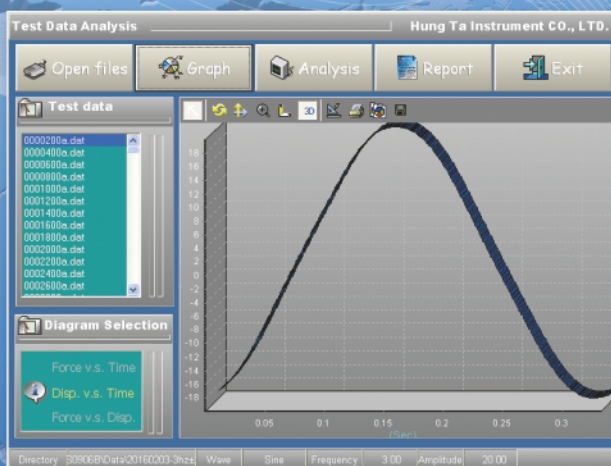 Test Data Analysis
Hung Ta Instrument CO., LTD.
Open files
Graph
Analysis
Report
Exit
Test data
3D
0000200a.dat
0000400a.dat
0000600a.dat
0000800a.dat
0001000a.dat
0001200a.dat
0001400a.dat
0001600a.dat
0001800a.dat
0002000a.dat
0002200a.dat
0002400a.dat
0002600a.dat
18
16
14
12
10
8
6
4
2
0
-2
-4
-6
-8
-10
-12
-14
-16
-18
0.05 0.1 0.15 0.2 0.25 0.3
(Sec)
Diagram Selection
Force v.s. Time
Disp. v.s. Time
Force v.s. Disp.
Directory S0906B\Data\20160203-3hz± Wave Sine Frequency 3.00 Amplitude 20.00